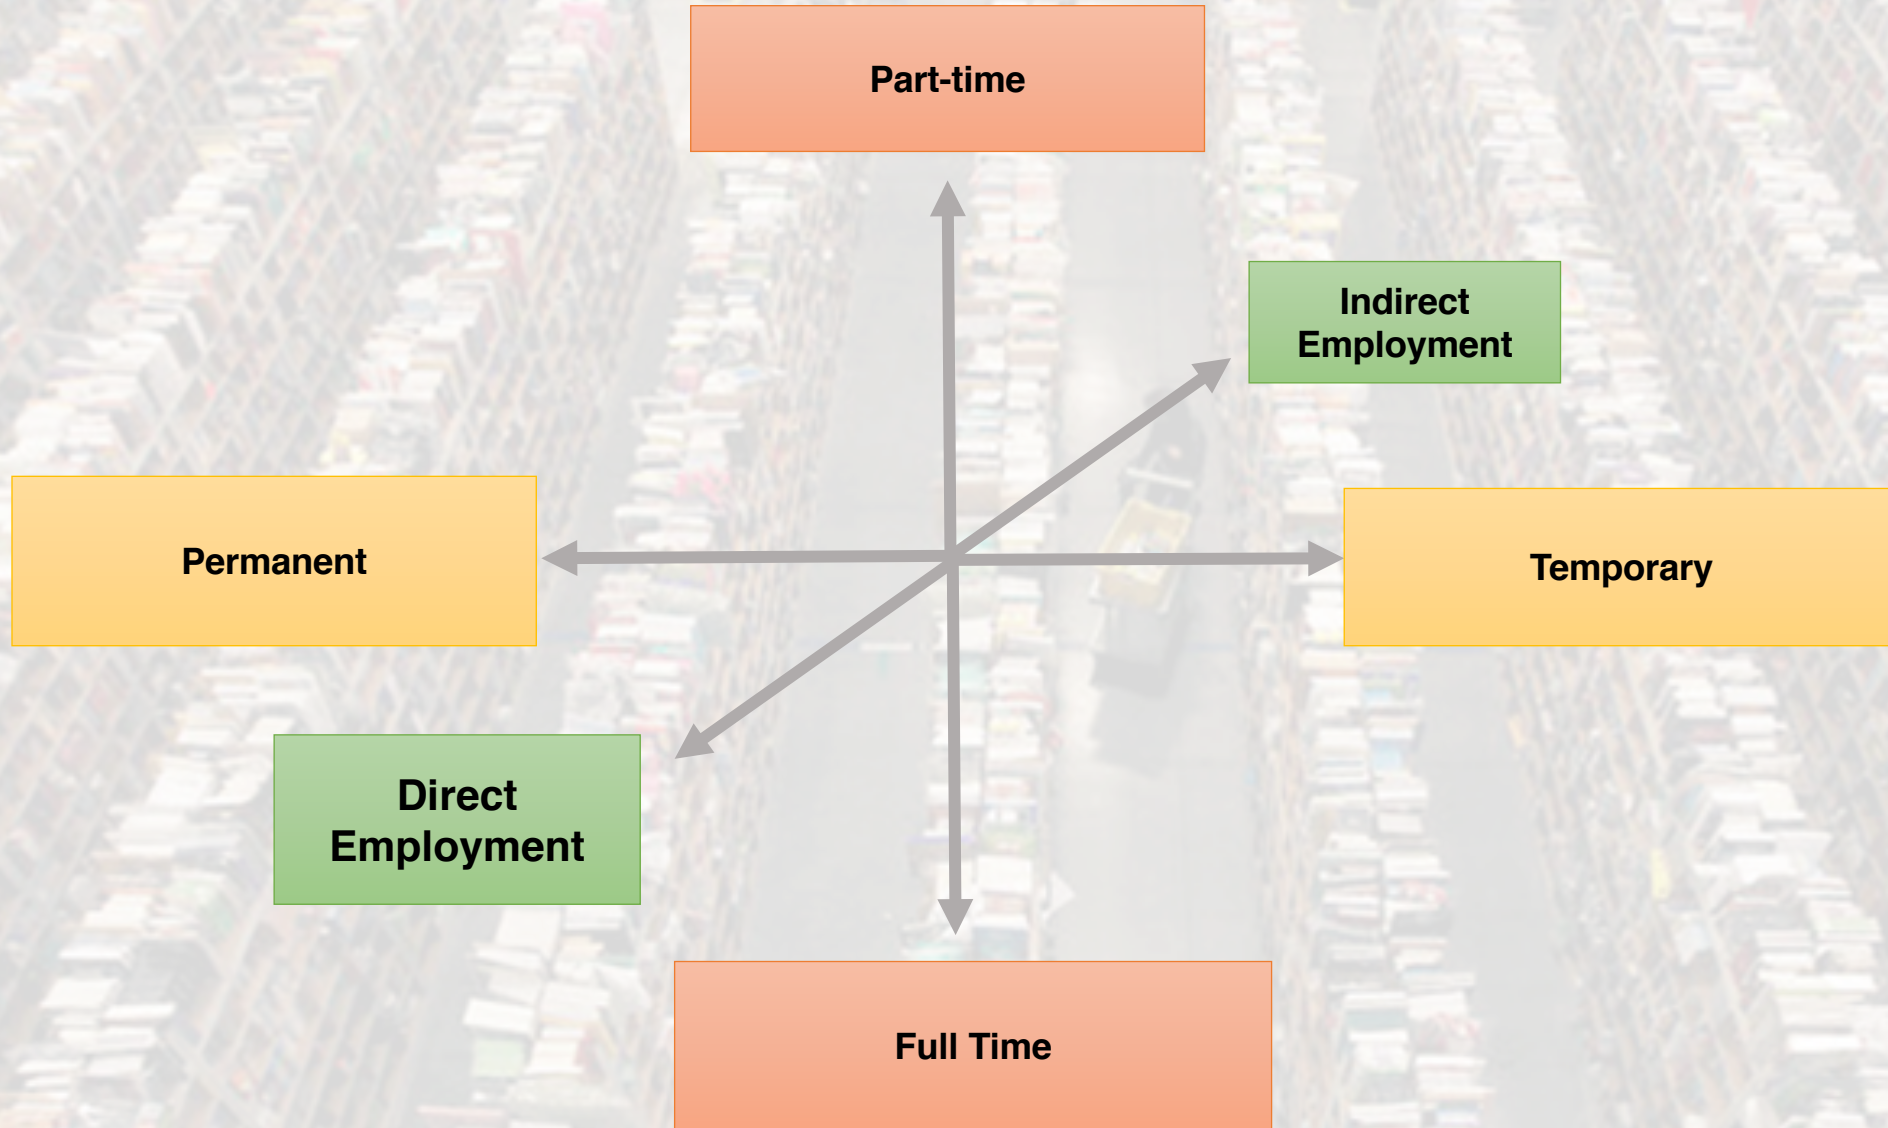 Part-time
Indirect
Employment
Permanent
Temporary
Direct
Employment
Full Time